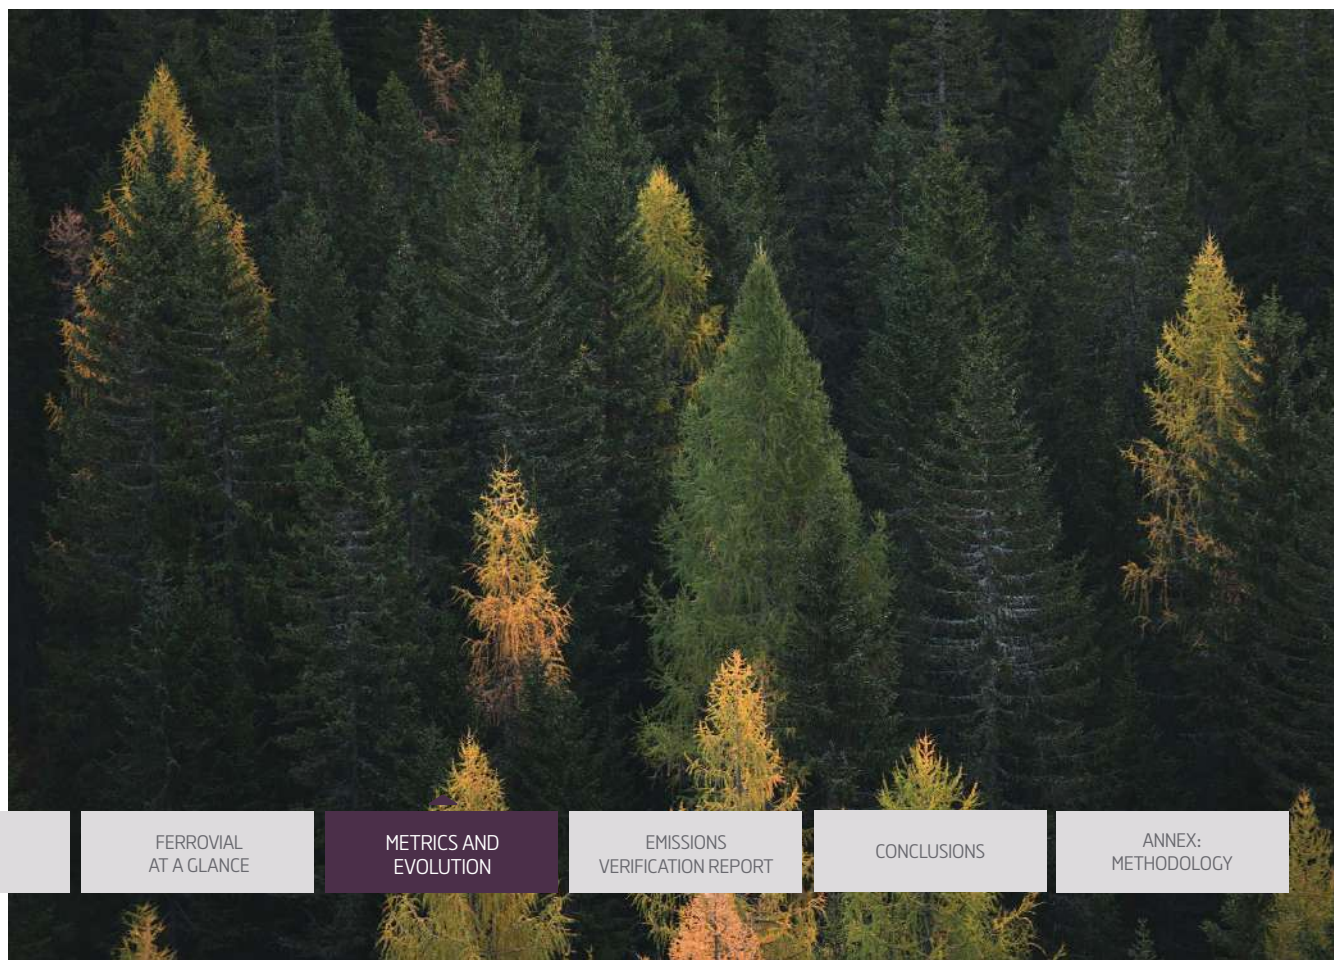 FERROVIAL
AT A GLANCE
METRICS AND
EVOLUTION
EMISSIONS
VERIFICATION REPORT
CONCLUSIONS
ANNEX:
METHODOLOGY